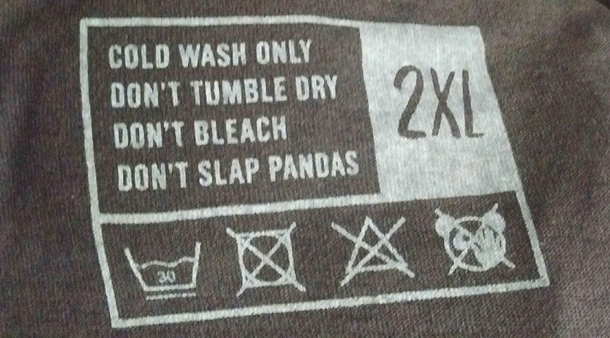 COLD WASH ONLY
DON'T TUMBLE DRY
DON'T BLEACH
DON'T SLAP PANDAS
2XL
30